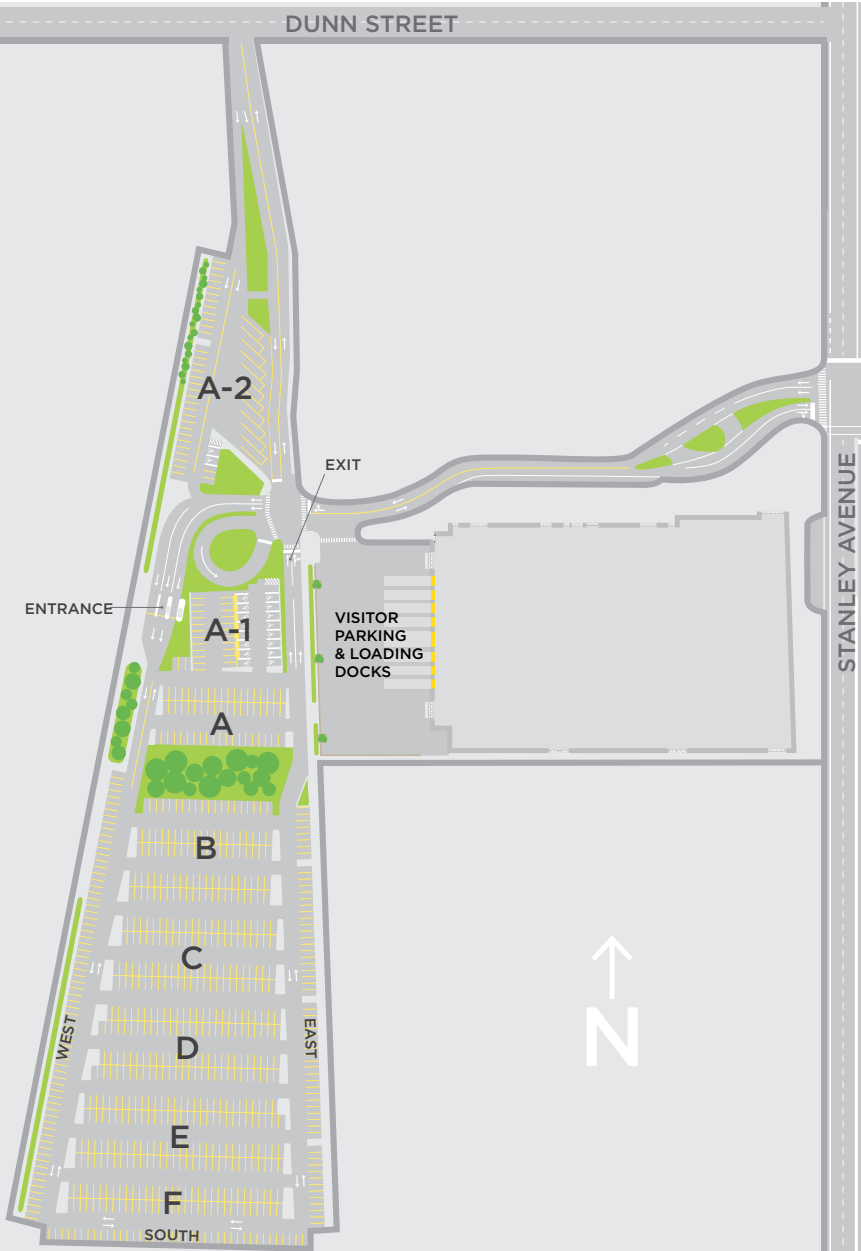 DUNN STREET
A-2
EXIT
STANLEY AVENUE
ENTRANCE
A-1
VISITOR
PARKING
& LOADING
DOCKS
A
B
C
WEST
EAST
D
N
E
F
SOUTH